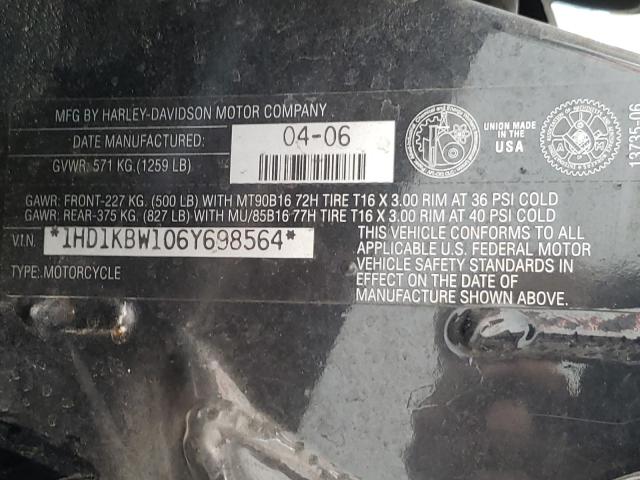 MFG BY HARLEY-DAVIDSON MOTOR COMPANY
DATE MANUFACTURED: 04-06
GVWR: 571 KG. (1259 LB)
GAWR: FRONT-227 KG. (500 LB) WITH MT90B16 72H TIRE T16 X 3.00 RIM AT 36 PSI COLD
GAWR: REAR-375 KG. (827 LB) WITH MU/85B16 77H TIRE T16 X 3.00 RIM AT 40 PSI COLD
V.I.N. *1HD1KBW106Y698564*
TYPE: MOTORCYCLE
THIS VEHICLE CONFORMS TO ALL
APPLICABLE U.S. FEDERAL MOTOR
VEHICLE SAFETY STANDARDS IN
EFFECT ON THE DATE OF
MANUFACTURE SHOWN ABOVE.
UNION MADE IN
THE
USA